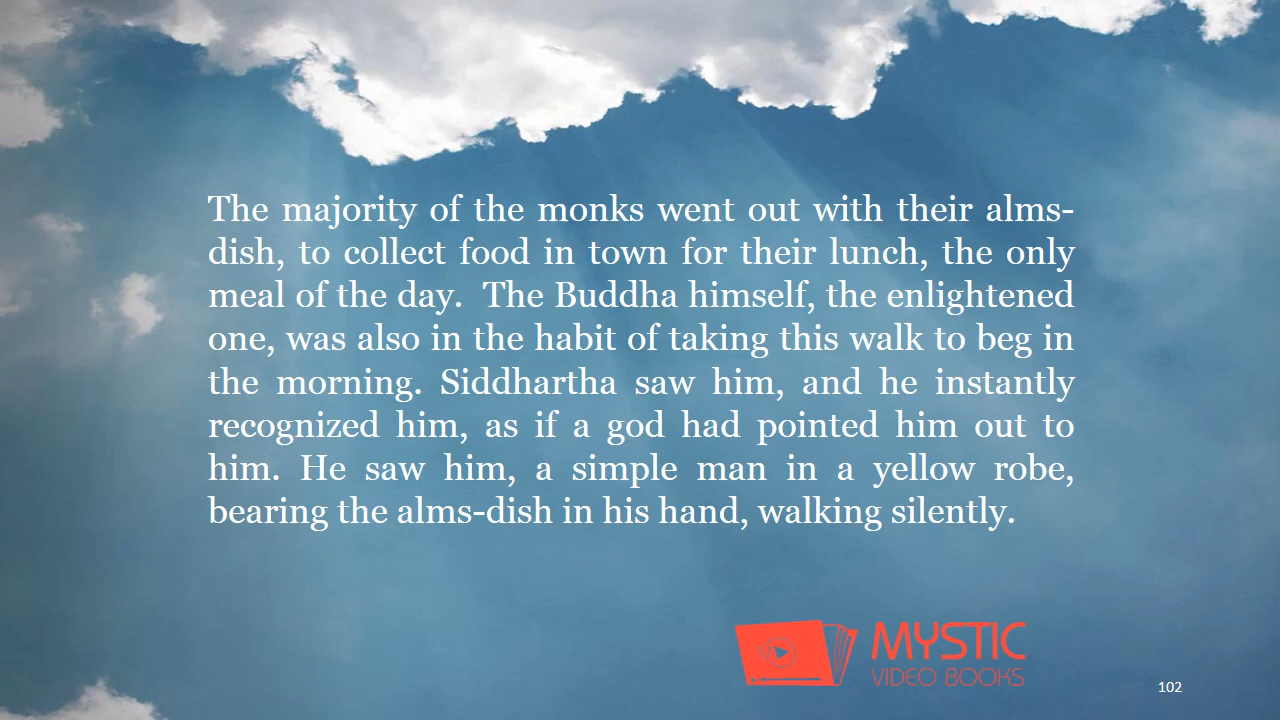 The majority of the monks went out with their alms-
dish, to collect food in town for their lunch, the only
meal of the day.  The Buddha himself, the enlightened
one, was also in the habit of taking this walk to beg in
the morning. Siddhartha saw him, and he instantly
recognized him, as if a god had pointed him out to
him. He saw him, a simple man in a yellow robe,
bearing the alms-dish in his hand, walking silently.
MYSTIC
VIDEO BOOKS
102